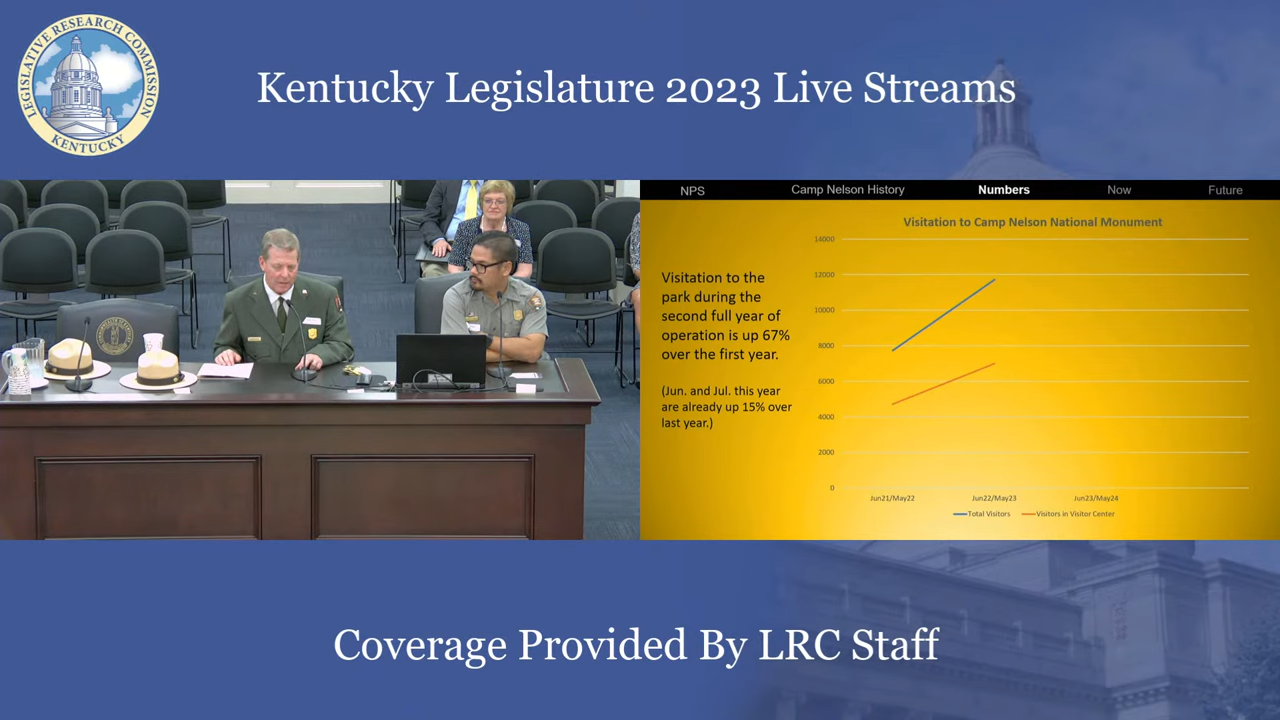 LEGISLATIVE RESEARCH COMMISSION
KENTUCKY
Kentucky Legislature 2023 Live Streams
NPS Camp Nelson History Numbers Now Future
Visitation to Camp Nelson National Monument
Visitation to the
park during the
second full year of
operation is up 67%
over the first year.
(Jun. and Jul. this year
are already up 15% over
last year.)
14000
12000
10000
8000
6000
4000
2000
0
Jun21/May22 Jun22/May23 Jun23/May24
Total Visitors Visitors in Visitor Center
Coverage Provided By LRC Staff